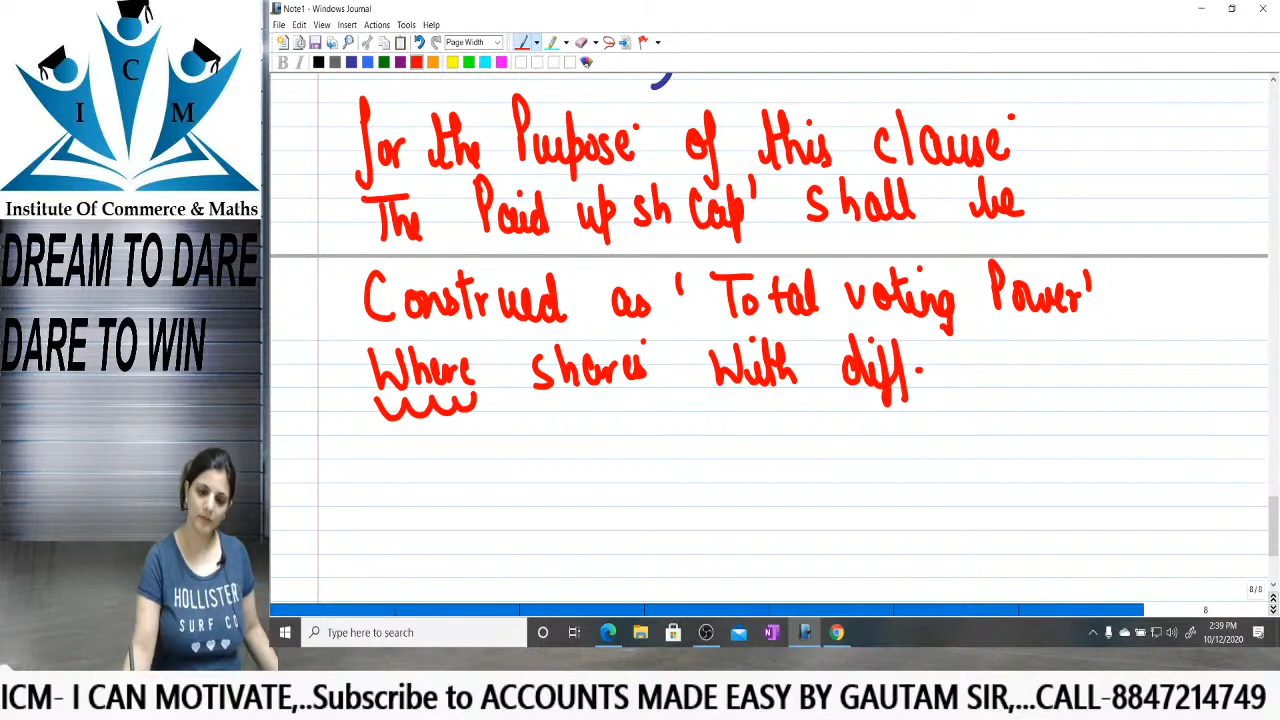 C
I
M
Institute Of Commerce & Maths
DREAM TO DARE
DARE TO WIN
Note1 - Windows Journal
File Edit View Insert Actions Tools Help
Page Width
B I
for the Purpose of this clause
The Paid up sh Cap' shall be
Construed as ' Total voting Power'
Where shares with diff.
HOLLISTER
SURF CO
8/8
8
Type here to search
2:39 PM
10/12/2020
ICM- I CAN MOTIVATE,..Subscribe to ACCOUNTS MADE EASY BY GAUTAM SIR,...CALL-8847214749